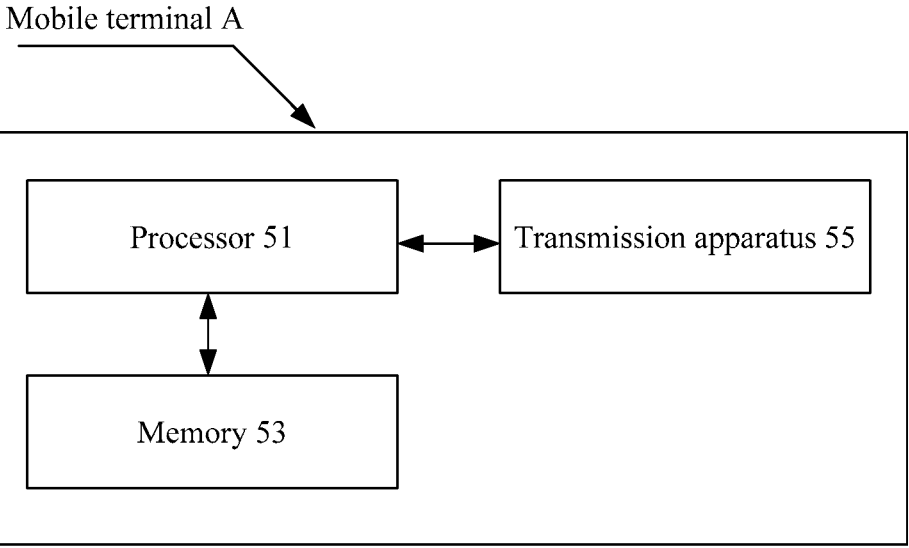 Mobile terminal A
Processor 51
Transmission apparatus 55
Memory 53